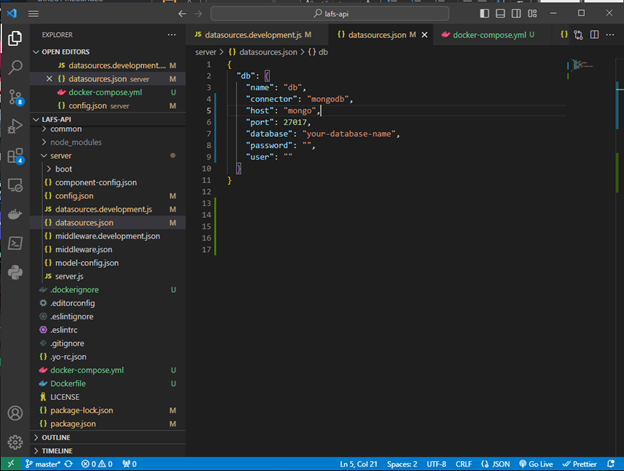 lafs-api
EXPLORER
OPEN EDITORS
datasources.development.... M
datasources.json server M
docker-compose.yml U
config.json server M
LAFS-API
common
node_modules
server
boot
component-config.json
config.json M
datasources.development.js M
datasources.json M
middleware.development.json
middleware.json
model-config.json
server.js
.dockerignore U
.editorconfig
.eslintignore
.eslintrc
.gitignore
.yo-rc.json
docker-compose.yml U
Dockerfile U
LICENSE
package-lock.json M
package.json M
OUTLINE
TIMELINE
8
4
JS datasources.development.js M
{} datasources.json M
docker-compose.yml U
server > {} datasources.json > {} db
1 {
2 "db": {
3 "name": "db",
4 "connector": "mongodb",
5 "host": "mongo",
6 "port": 27017,
7 "database": "your-database-name",
8 "password": "",
9 "user": ""
10 }
11 }
12
13
14
15
16
17
master* 0 0 0 Ln 5, Col 21 Spaces: 2 UTF-8 CRLF JSON Go Live Prettier